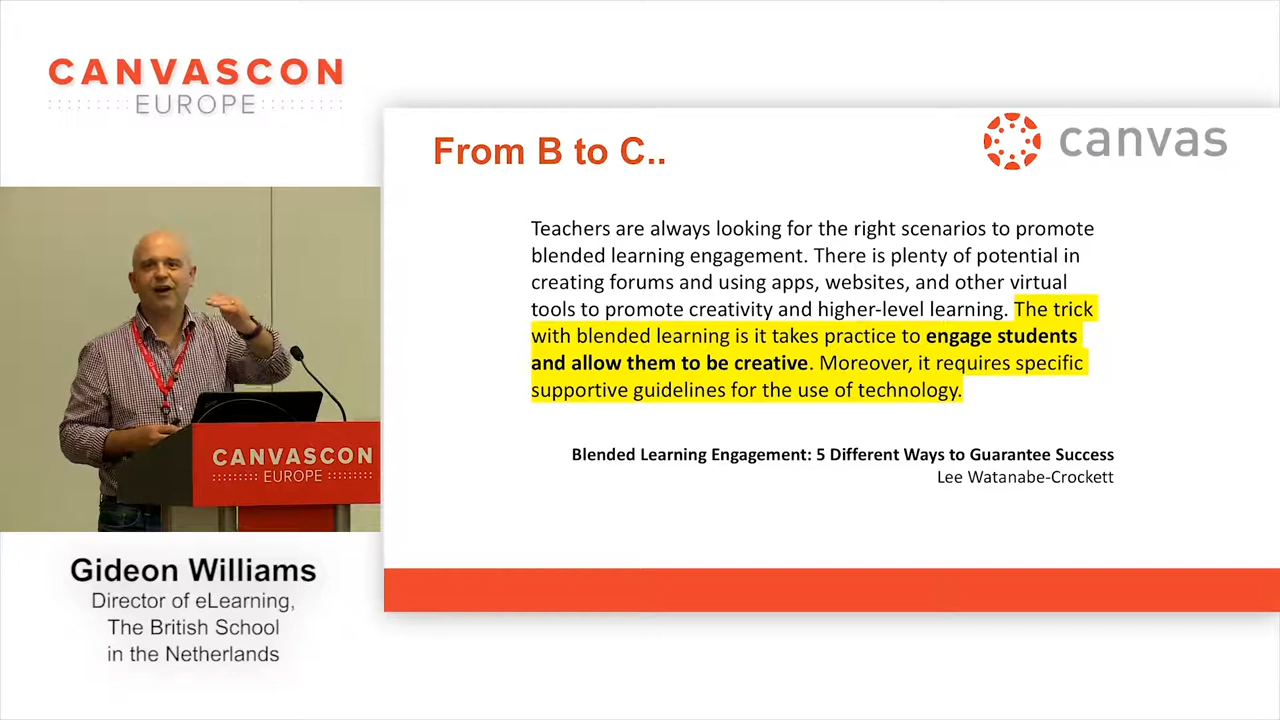 CANVASCON
EUROPE
From B to C..
canvas
Teachers are always looking for the right scenarios to promote
blended learning engagement. There is plenty of potential in
creating forums and using apps, websites, and other virtual
tools to promote creativity and higher-level learning. The trick
with blended learning is it takes practice to engage students
and allow them to be creative. Moreover, it requires specific
supportive guidelines for the use of technology.
Blended Learning Engagement: 5 Different Ways to Guarantee Success
Lee Watanabe-Crockett
CANVASCON
EUROPE
Gideon Williams
Director of eLearning,
The British School
in the Netherlands